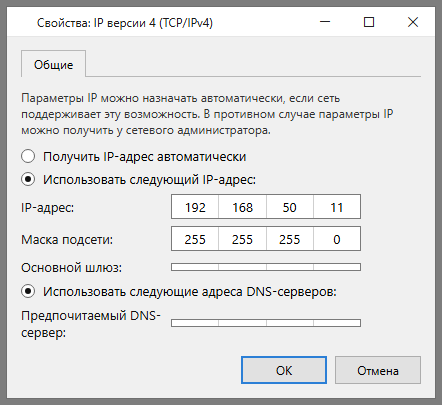 Свойства: IP версии 4 (TCP/IPv4)
Общие
Параметры IP можно назначать автоматически, если сеть
поддерживает эту возможность. В противном случае параметры IP
можно получить у сетевого администратора.
Получить IP-адрес автоматически
Использовать следующий IP-адрес:
IP-адрес: 192 168 50 11
Маска подсети: 255 255 255 0
Основной шлюз:
Использовать следующие адреса DNS-серверов:
Предпочитаемый DNS-
сервер:
ОК Отмена